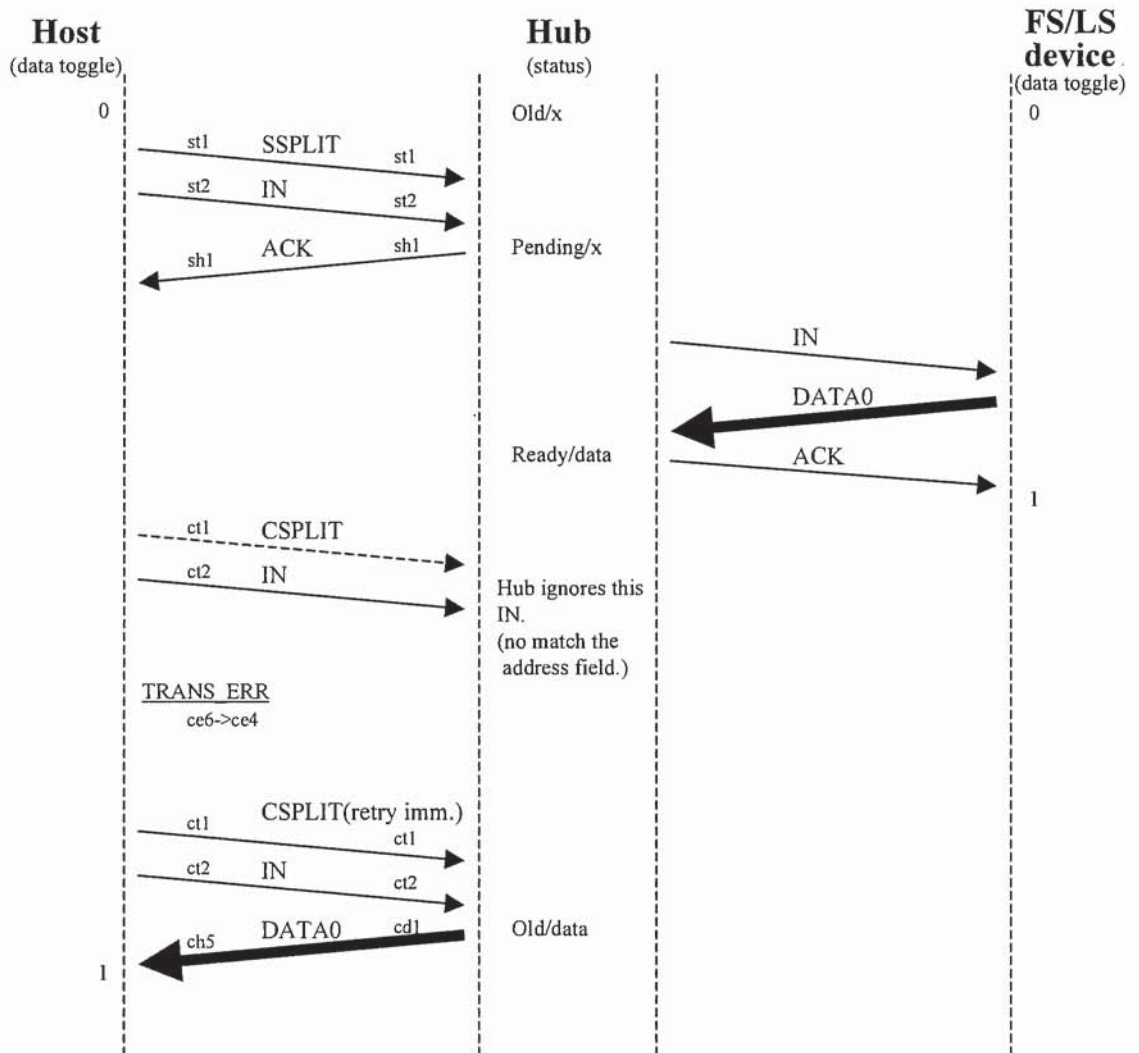 Host
(data toggle)
Hub
(status)
FS/LS
device
(data toggle)
0
Old/x
0
st1 SSPLIT st1
st2 IN st2
sh1 ACK sh1
Pending/x
IN
DATA0
Ready/data
ACK
1
ct1 CSPLIT
ct2 IN
Hub ignores this
IN.
(no match the
address field.)
TRANS_ERR
ce6->ce4
CSPLIT(retry imm.)
ct1 ct1
ct2 IN ct2
ch5 DATA0 cd1
Old/data
1